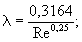 λ = 0,3164 / Re^0,25;